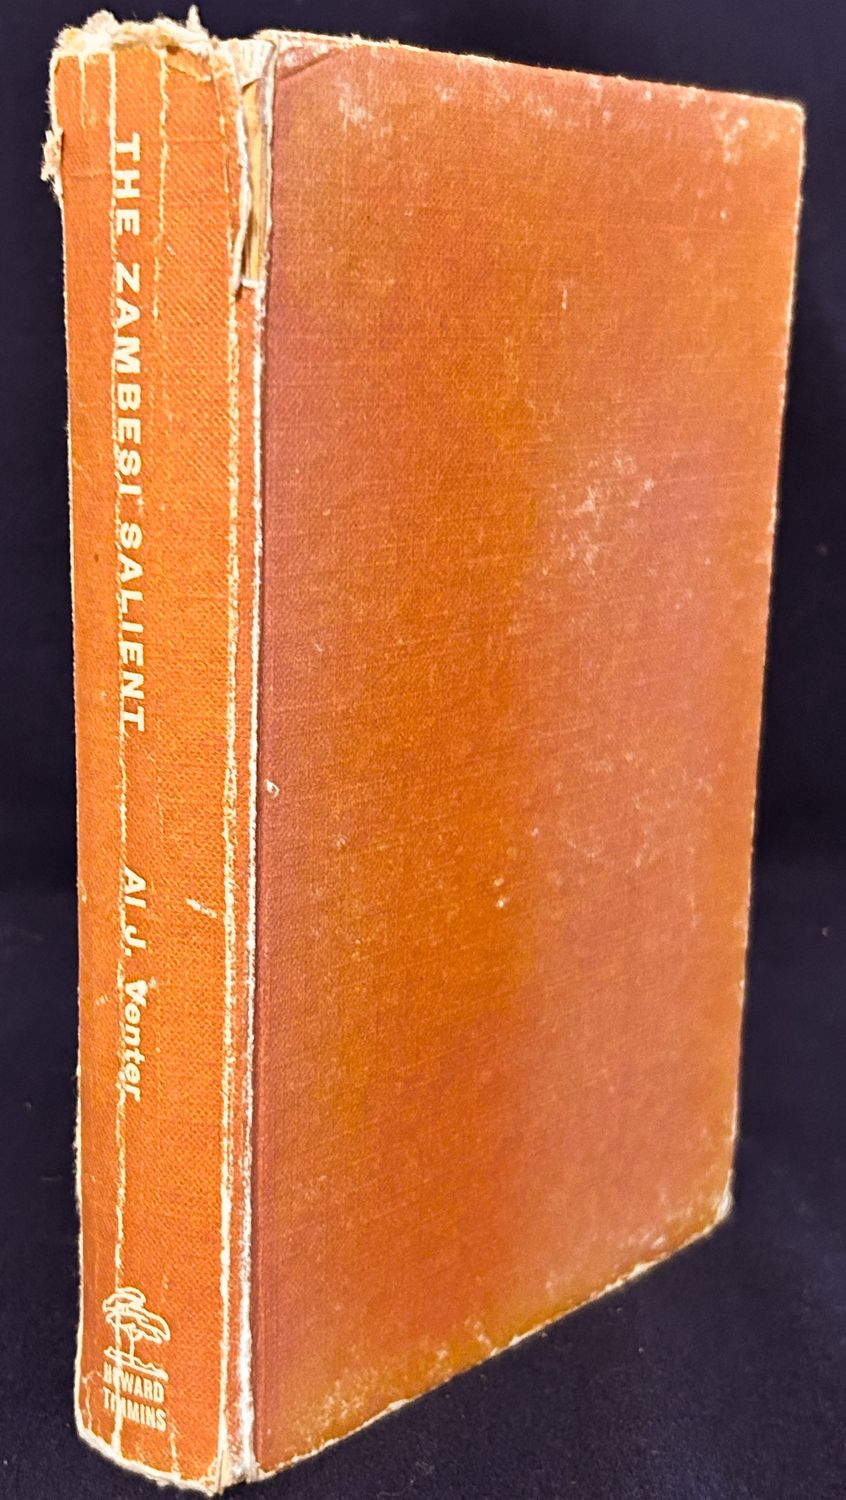 THE ZAMBESI SALIENT
Al J. Venter
HOWARD
TIMMINS